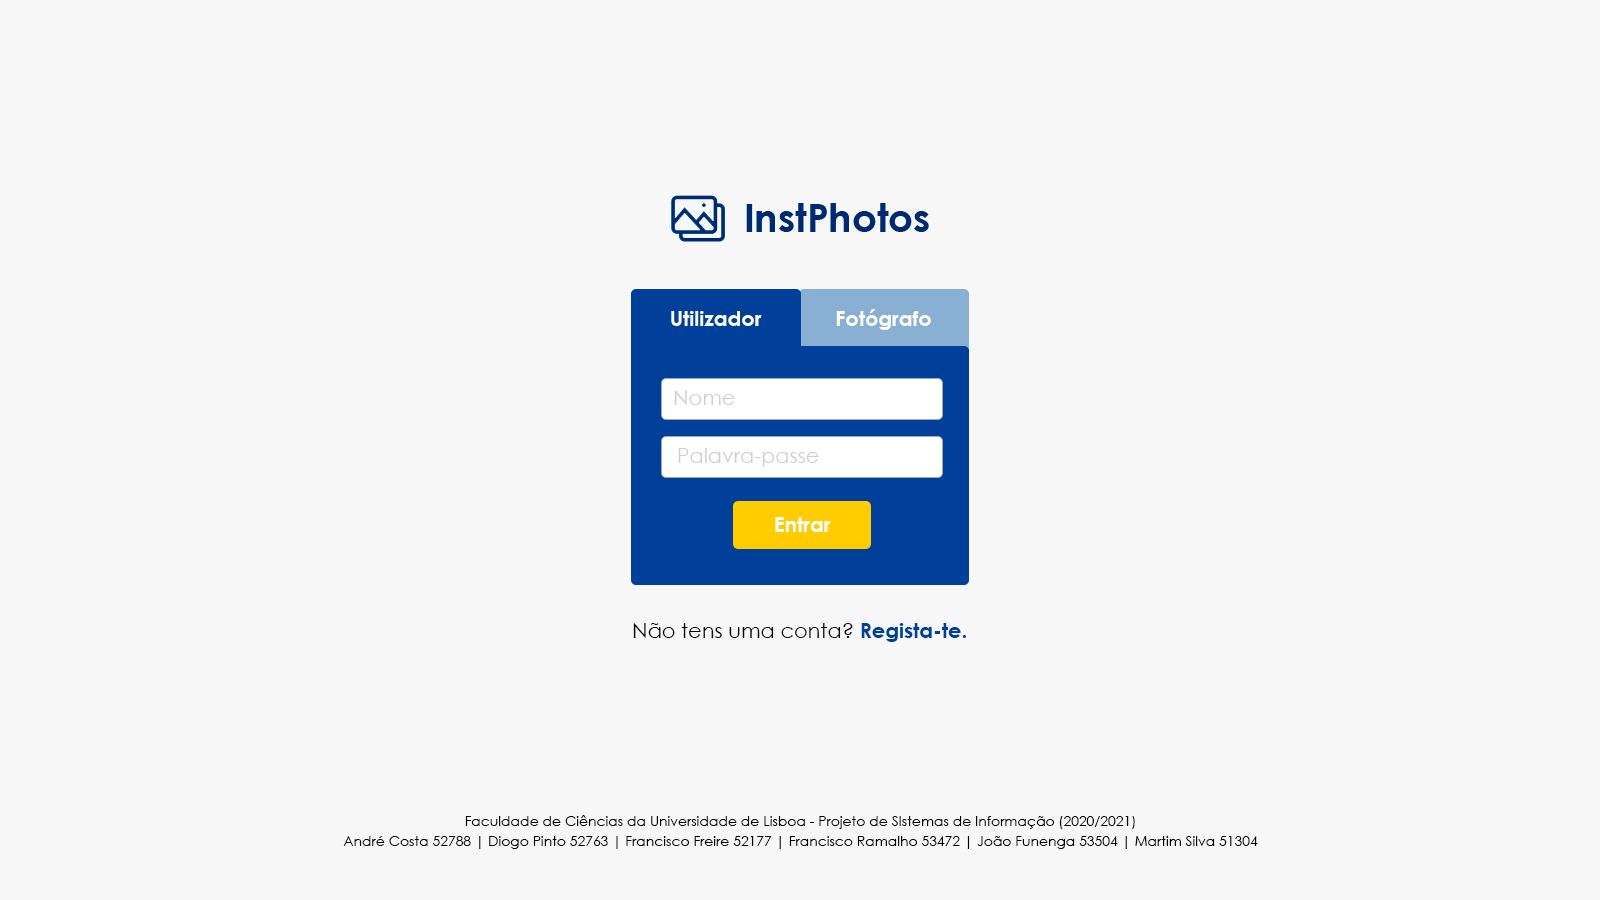 InstPhotos
Utilizador
Fotógrafo
Nome
Palavra-passe
Entrar
Não tens uma conta? Regista-te.
Faculdade de Ciências da Universidade de Lisboa - Projeto de SIstemas de Informação (2020/2021)
André Costa 52788 | Diogo Pinto 52763 | Francisco Freire 52177 | Francisco Ramalho 53472 | João Funenga 53504 | Martim Silva 51304